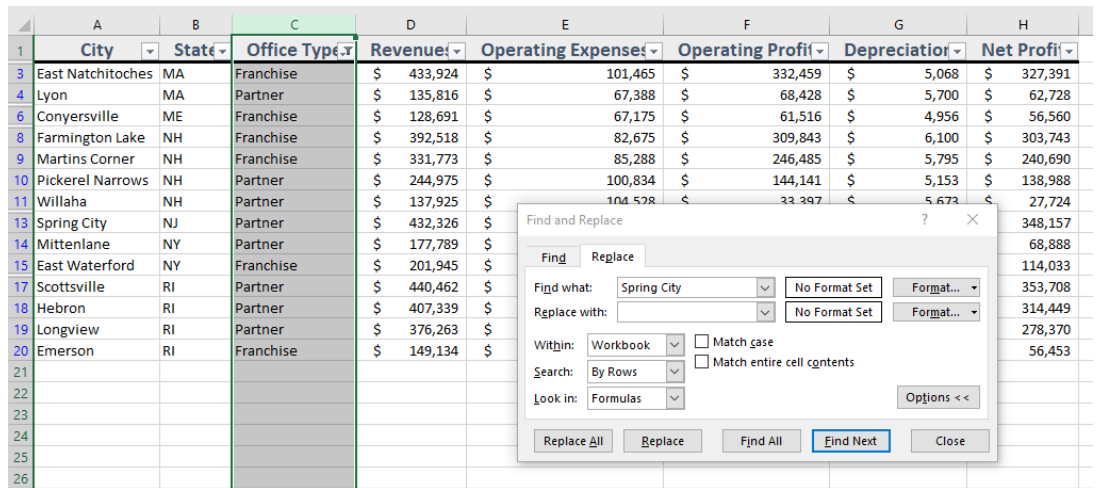 A B C D E F G H
1 City State Office Type Revenues Operating Expenses Operating Profit Depreciation Net Profit
3 East Natchitoches MA Franchise $ 433,924 $ 101,465 $ 332,459 $ 5,068 $ 327,391
4 Lyon MA Partner $ 135,816 $ 67,388 $ 68,428 $ 5,700 $ 62,728
6 Conyersville ME Franchise $ 128,691 $ 67,175 $ 61,516 $ 4,956 $ 56,560
8 Farmington Lake NH Franchise $ 392,518 $ 82,675 $ 309,843 $ 6,100 $ 303,743
9 Martins Corner NH Franchise $ 331,773 $ 85,288 $ 246,485 $ 5,795 $ 240,690
10 Pickerel Narrows NH Partner $ 244,975 $ 100,834 $ 144,141 $ 5,153 $ 138,988
11 Willaha NH Partner $ 137,925 $ 104,528 $ 33,397 $ 5,673 $ 27,724
13 Spring City NJ Partner $ 432,326 $ 348,157
14 Mittenlane NY Partner $ 177,789 $ 68,888
15 East Waterford NY Franchise $ 201,945 $ 114,033
17 Scottsville RI Partner $ 440,462 $ 353,708
18 Hebron RI Partner $ 407,339 $ 314,449
19 Longview RI Partner $ 376,263 $ 278,370
20 Emerson RI Franchise $ 149,134 $ 56,453
21
22
23
24
25
26
Find and Replace ?
Find Replace
Find what: Spring City No Format Set Format...
Replace with: No Format Set Format...
Within: Workbook Match case
Match entire cell contents
Search: By Rows
Look in: Formulas Options <<
Replace All Replace Find All Find Next Close